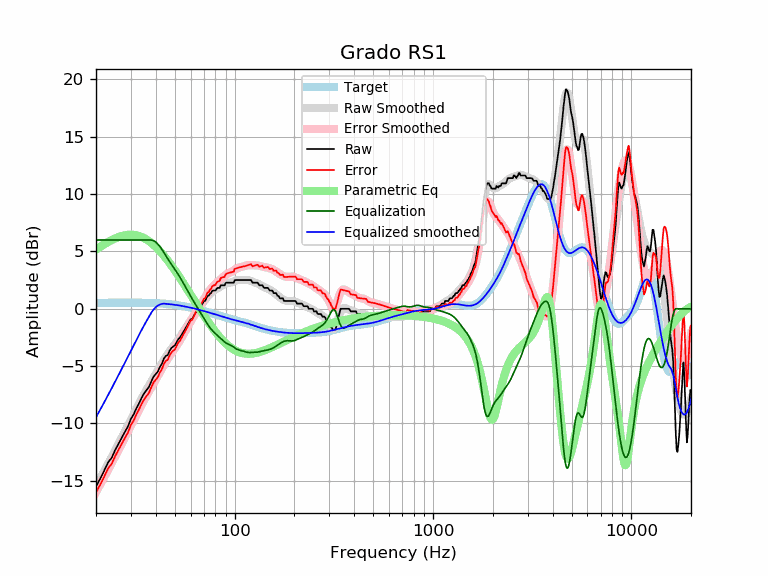 Grado RS1
Target
Raw Smoothed
Error Smoothed
Raw
Error
Parametric Eq
Equalization
Equalized smoothed
20
15
10
5
0
−5
−10
−15
Amplitude (dBr)
100 1000 10000
Frequency (Hz)